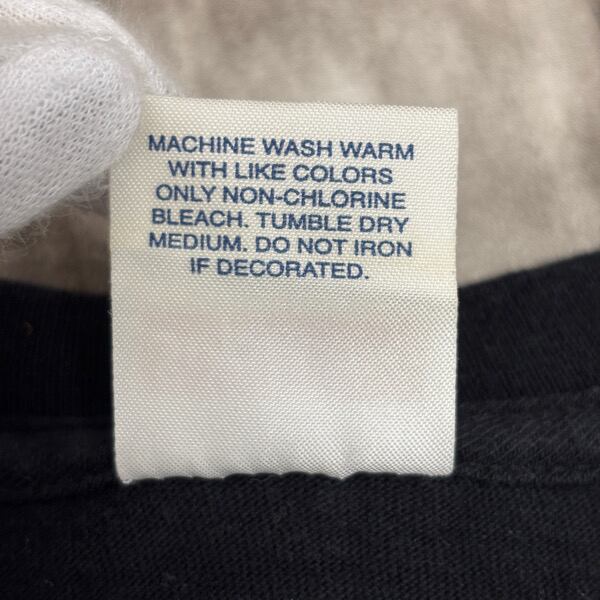 MACHINE WASH WARM
WITH LIKE COLORS
ONLY NON-CHLORINE
BLEACH. TUMBLE DRY
MEDIUM. DO NOT IRON
IF DECORATED.